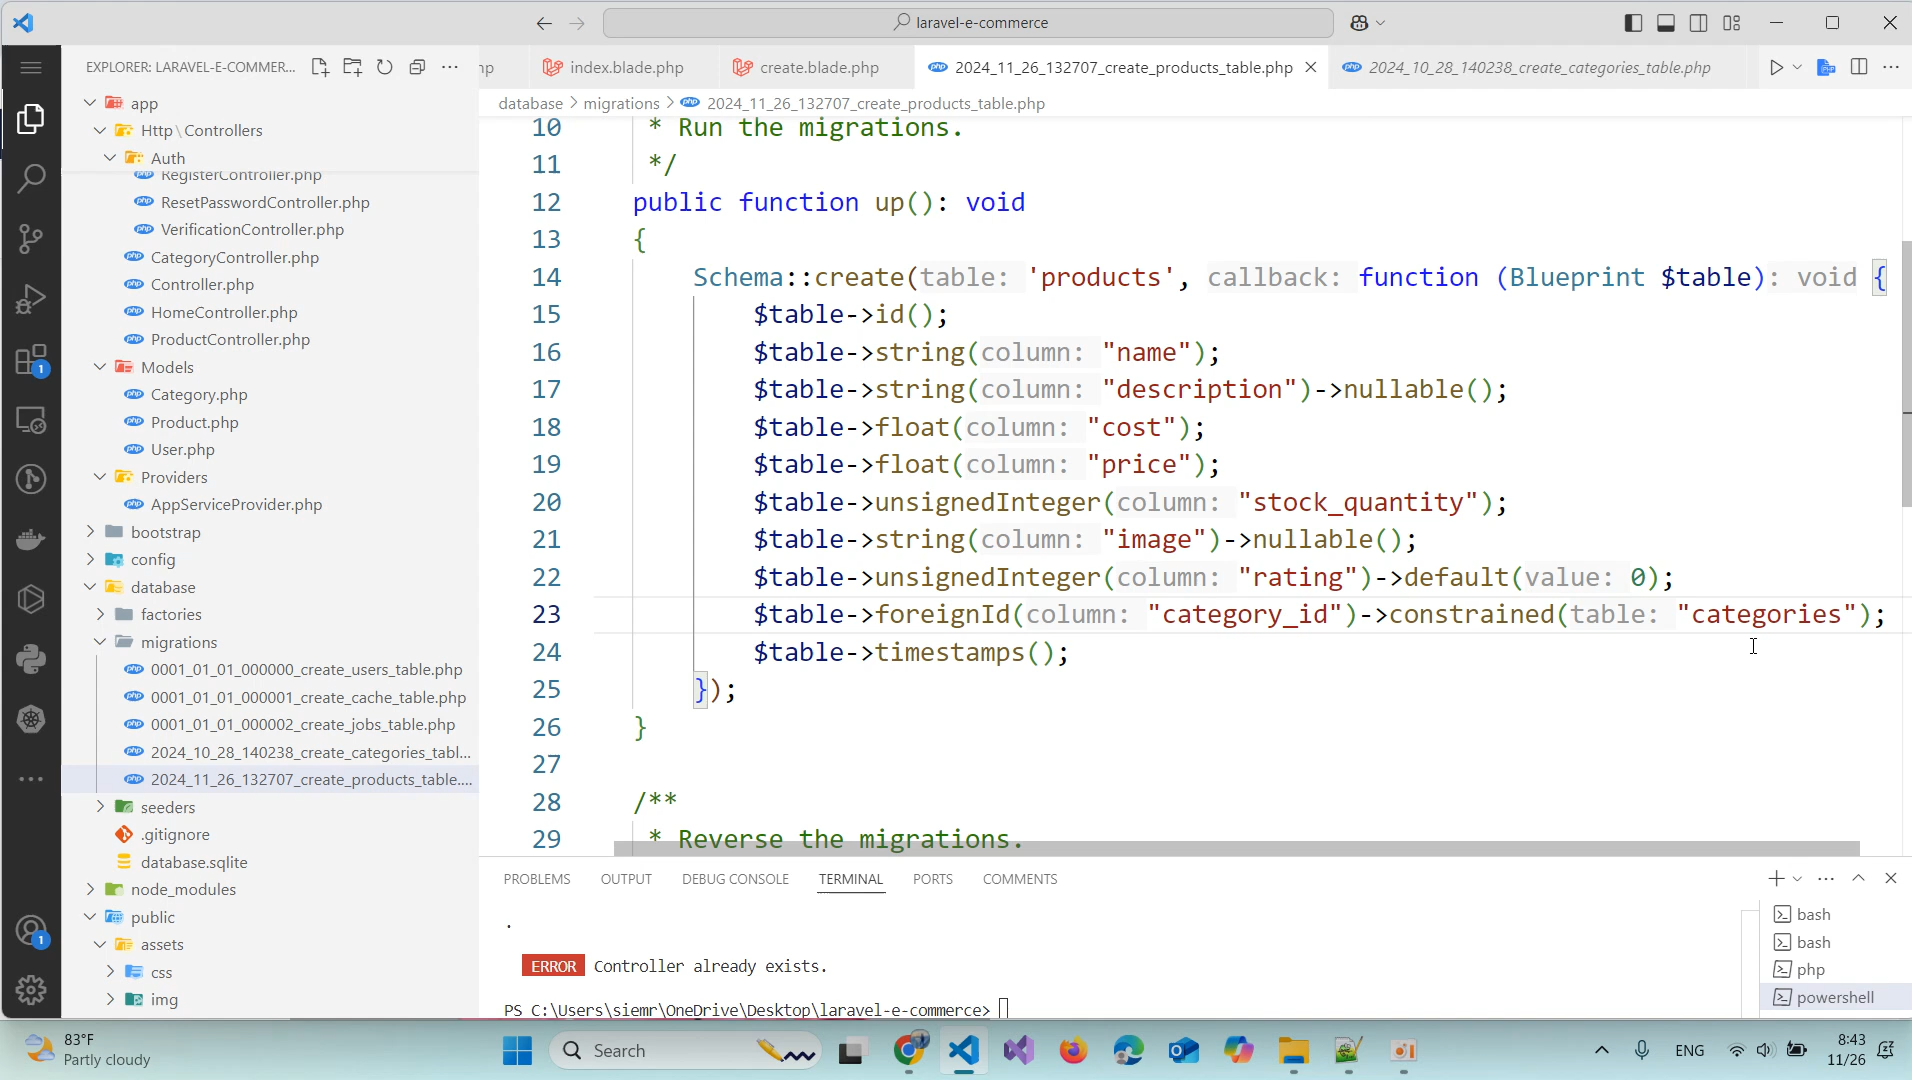 laravel-e-commerce
EXPLORER: LARAVEL-E-COMMER...
app
Http\Controllers
Auth
RegisterController.php
ResetPasswordController.php
VerificationController.php
CategoryController.php
Controller.php
HomeController.php
ProductController.php
Models
Category.php
Product.php
User.php
Providers
AppServiceProvider.php
bootstrap
config
database
factories
migrations
0001_01_01_000000_create_users_table.php
0001_01_01_000001_create_cache_table.php
0001_01_01_000002_create_jobs_table.php
2024_10_28_140238_create_categories_tabl...
2024_11_26_132707_create_products_table....
seeders
.gitignore
database.sqlite
node_modules
public
assets
css
img
1
1
hp index.blade.php create.blade.php php 2024_11_26_132707_create_products_table.php php 2024_10_28_140238_create_categories_table.php
database > migrations > php 2024_11_26_132707_create_products_table.php
10 * Run the migrations.
11 */
12 public function up(): void
13 {
14 Schema::create(table: 'products', callback: function (Blueprint $table): void {
15 $table->id();
16 $table->string(column: "name");
17 $table->string(column: "description")->nullable();
18 $table->float(column: "cost");
19 $table->float(column: "price");
20 $table->unsignedInteger(column: "stock_quantity");
21 $table->string(column: "image")->nullable();
22 $table->unsignedInteger(column: "rating")->default(value: 0);
23 $table->foreignId(column: "category_id")->constrained(table: "categories");
24 $table->timestamps();
25 });
26 }
27
28 /**
29 * Reverse the migrations.
PROBLEMS OUTPUT DEBUG CONSOLE TERMINAL PORTS COMMENTS
.
ERROR Controller already exists.
PS C:\Users\siemr\OneDrive\Desktop\laravel-e-commerce>
bash
bash
php
powershell
83°F
Partly cloudy
Search
ENG
8:43
11/26